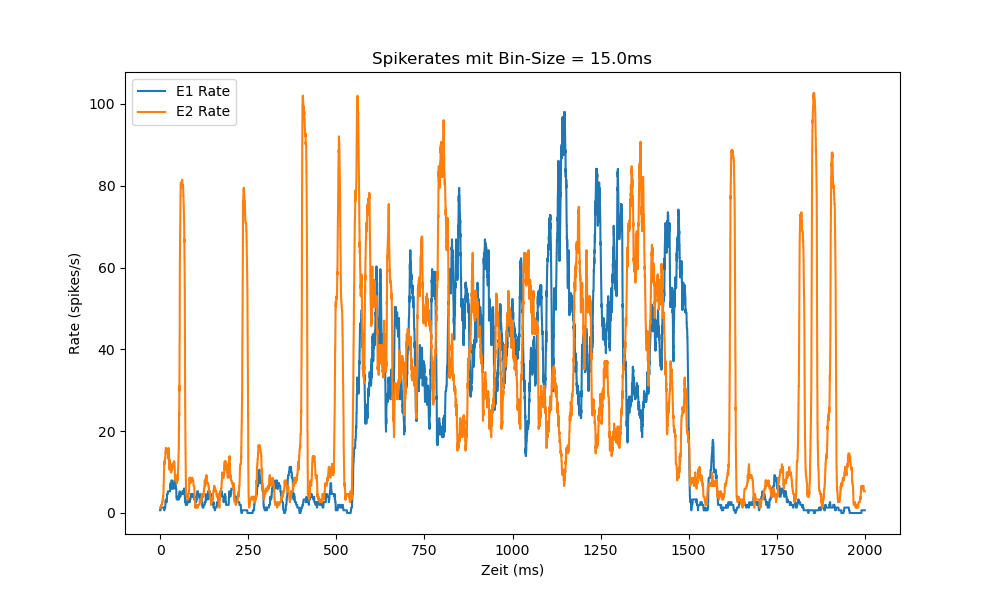 Spikerates mit Bin-Size = 15.0ms
E1 Rate
E2 Rate
Rate (spikes/s)
100
80
60
40
20
0
0 250 500 750 1000 1250 1500 1750 2000
Zeit (ms)